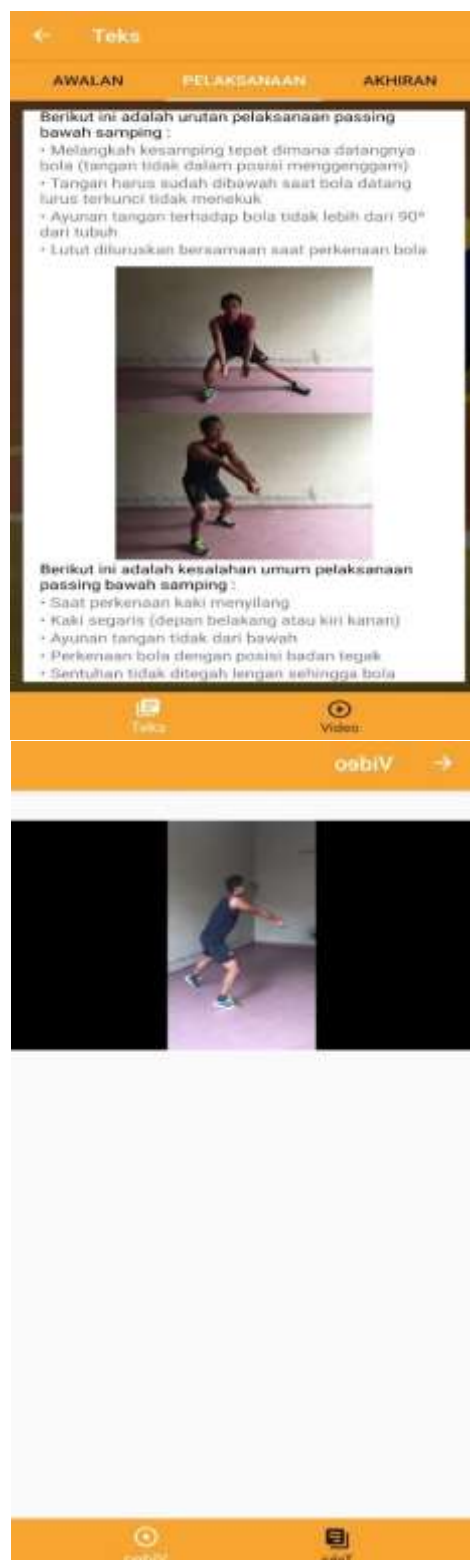 Teks
AWALAN PELAKSANAAN AKHIRAN
Berikut ini adalah urutan pelaksanaan passing
bawah samping :
• Melangkah kesamping tepat dimana datangnya
bola (tangan tidak dalam posisi menggenggam)
• Tangan harus sudah dibawah saat bola datang
lurus terkunci tidak menekuk
• Ayunan tangan terhadap bola tidak lebih dari 90°
dari tubuh
• Lutut diluruskan bersamaan saat perkenaan bola
Berikut ini adalah kesalahan umum pelaksanaan
passing bawah samping :
• Saat perkenaan kaki menyilang
• Kaki segaris (depan belakang atau kiri kanan)
• Ayunan tangan tidak dari bawah
• Perkenaan bola dengan posisi badan tegak
• Sentuhan tidak ditegah lengan sehingga bola
Teks Video
Video
Video Teks